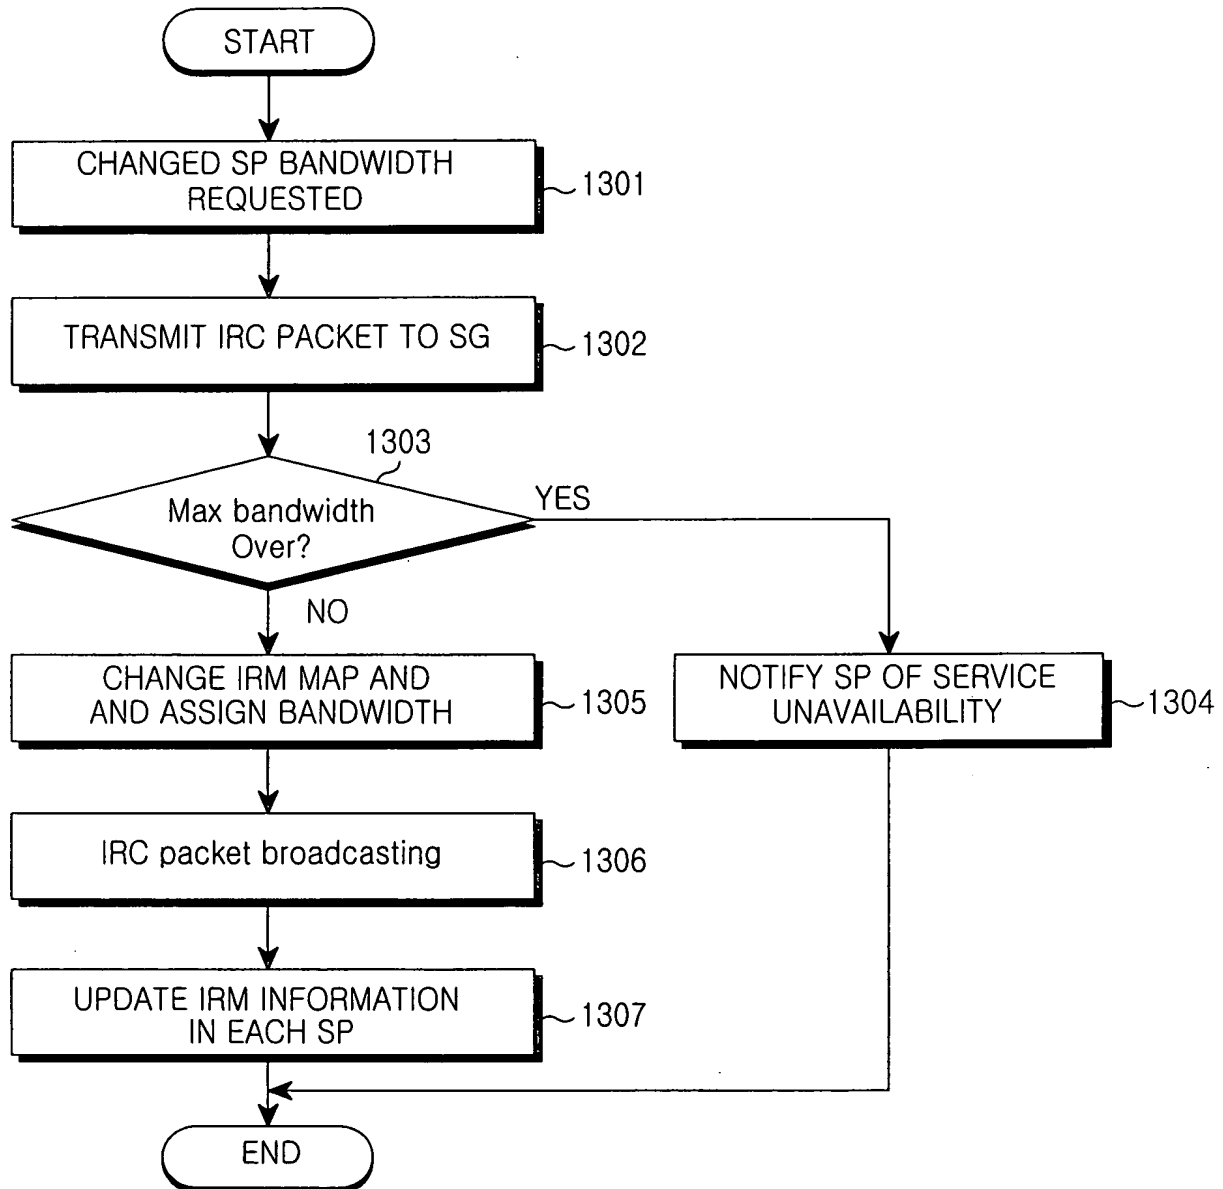 START
CHANGED SP BANDWIDTH
REQUESTED
1301
TRANSMIT IRC PACKET TO SG
1302
1303
Max bandwidth
Over?
YES
NO
CHANGE IRM MAP AND
AND ASSIGN BANDWIDTH
1305
NOTIFY SP OF SERVICE
UNAVAILABILITY
1304
IRC packet broadcasting
1306
UPDATE IRM INFORMATION
IN EACH SP
1307
END